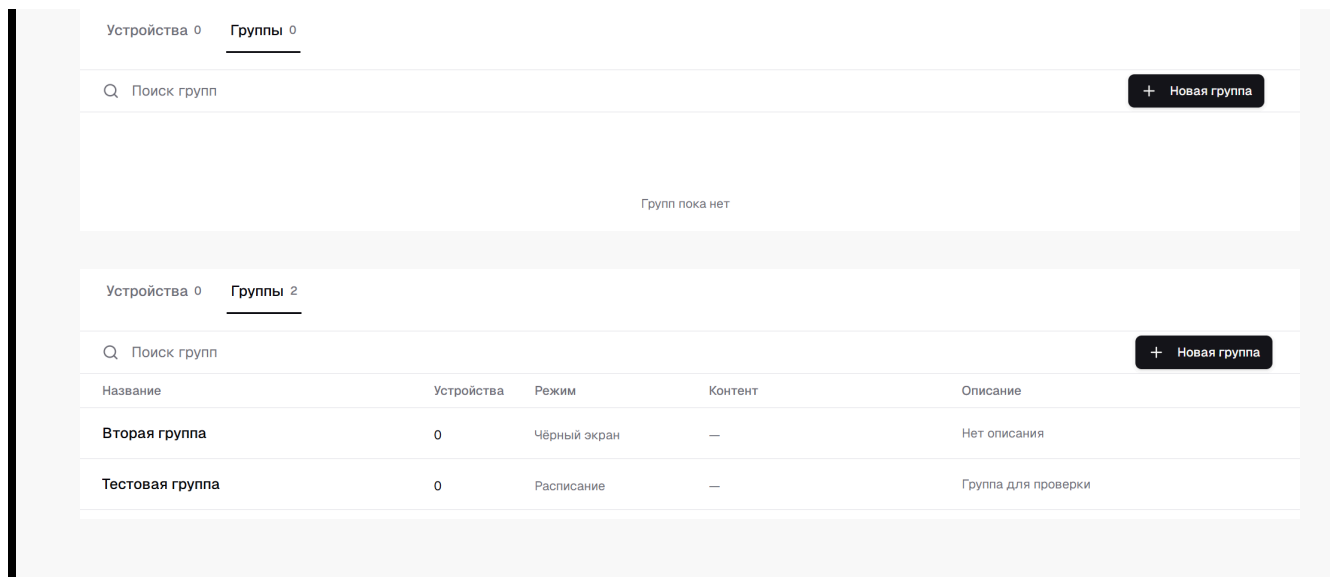 Устройства 0 Группы 0
Поиск групп + Новая группа
Групп пока нет
Устройства 0 Группы 2
Поиск групп + Новая группа
Название Устройства Режим Контент Описание
Вторая группа 0 Чёрный экран — Нет описания
Тестовая группа 0 Расписание — Группа для проверки